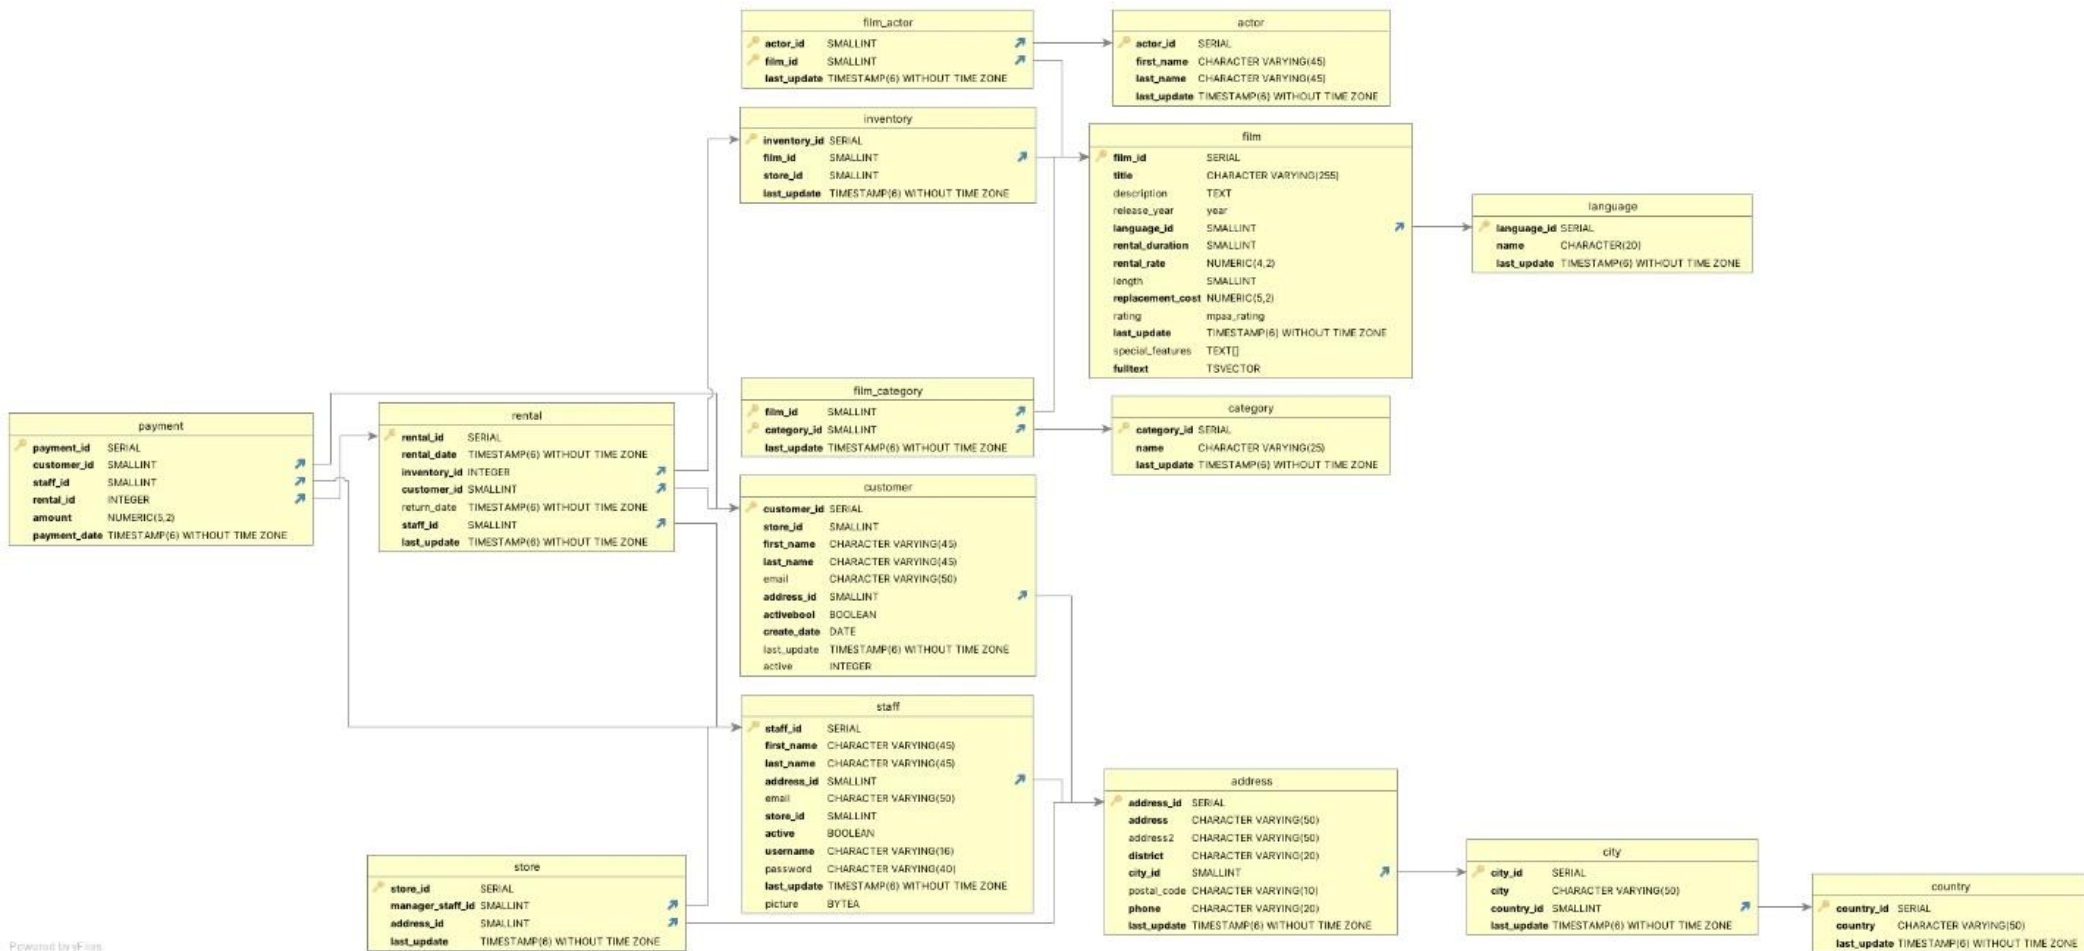 film_actor
actor_id SMALLINT
film_id SMALLINT
last_update TIMESTAMP(6) WITHOUT TIME ZONE
actor
actor_id SERIAL
first_name CHARACTER VARYING(45)
last_name CHARACTER VARYING(45)
last_update TIMESTAMP(6) WITHOUT TIME ZONE
inventory
inventory_id SERIAL
film_id SMALLINT
store_id SMALLINT
last_update TIMESTAMP(6) WITHOUT TIME ZONE
film
film_id SERIAL
title CHARACTER VARYING(255)
description TEXT
release_year year
language_id SMALLINT
rental_duration SMALLINT
rental_rate NUMERIC(4,2)
length SMALLINT
replacement_cost NUMERIC(5,2)
rating mpaa_rating
last_update TIMESTAMP(6) WITHOUT TIME ZONE
special_features TEXT[]
fulltext TSVECTOR
language
language_id SERIAL
name CHARACTER(20)
last_update TIMESTAMP(6) WITHOUT TIME ZONE
payment
payment_id SERIAL
customer_id SMALLINT
staff_id SMALLINT
rental_id INTEGER
amount NUMERIC(5,2)
payment_date TIMESTAMP(6) WITHOUT TIME ZONE
rental
rental_id SERIAL
rental_date TIMESTAMP(6) WITHOUT TIME ZONE
inventory_id INTEGER
customer_id SMALLINT
return_date TIMESTAMP(6) WITHOUT TIME ZONE
staff_id SMALLINT
last_update TIMESTAMP(6) WITHOUT TIME ZONE
film_category
film_id SMALLINT
category_id SMALLINT
last_update TIMESTAMP(6) WITHOUT TIME ZONE
category
category_id SERIAL
name CHARACTER VARYING(25)
last_update TIMESTAMP(6) WITHOUT TIME ZONE
customer
customer_id SERIAL
store_id SMALLINT
first_name CHARACTER VARYING(45)
last_name CHARACTER VARYING(45)
email CHARACTER VARYING(50)
address_id SMALLINT
activebool BOOLEAN
create_date DATE
last_update TIMESTAMP(6) WITHOUT TIME ZONE
active INTEGER
staff
staff_id SERIAL
first_name CHARACTER VARYING(45)
last_name CHARACTER VARYING(45)
address_id SMALLINT
email CHARACTER VARYING(50)
store_id SMALLINT
active BOOLEAN
username CHARACTER VARYING(16)
password CHARACTER VARYING(40)
last_update TIMESTAMP(6) WITHOUT TIME ZONE
picture BYTEA
store
store_id SERIAL
manager_staff_id SMALLINT
address_id SMALLINT
last_update TIMESTAMP(6) WITHOUT TIME ZONE
address
address_id SERIAL
address CHARACTER VARYING(50)
address2 CHARACTER VARYING(50)
district CHARACTER VARYING(20)
city_id SMALLINT
postal_code CHARACTER VARYING(10)
phone CHARACTER VARYING(20)
last_update TIMESTAMP(6) WITHOUT TIME ZONE
city
city_id SERIAL
city CHARACTER VARYING(50)
country_id SMALLINT
last_update TIMESTAMP(6) WITHOUT TIME ZONE
country
country_id SERIAL
country CHARACTER VARYING(50)
last_update TIMESTAMP(6) WITHOUT TIME ZONE
Powered by yFiles